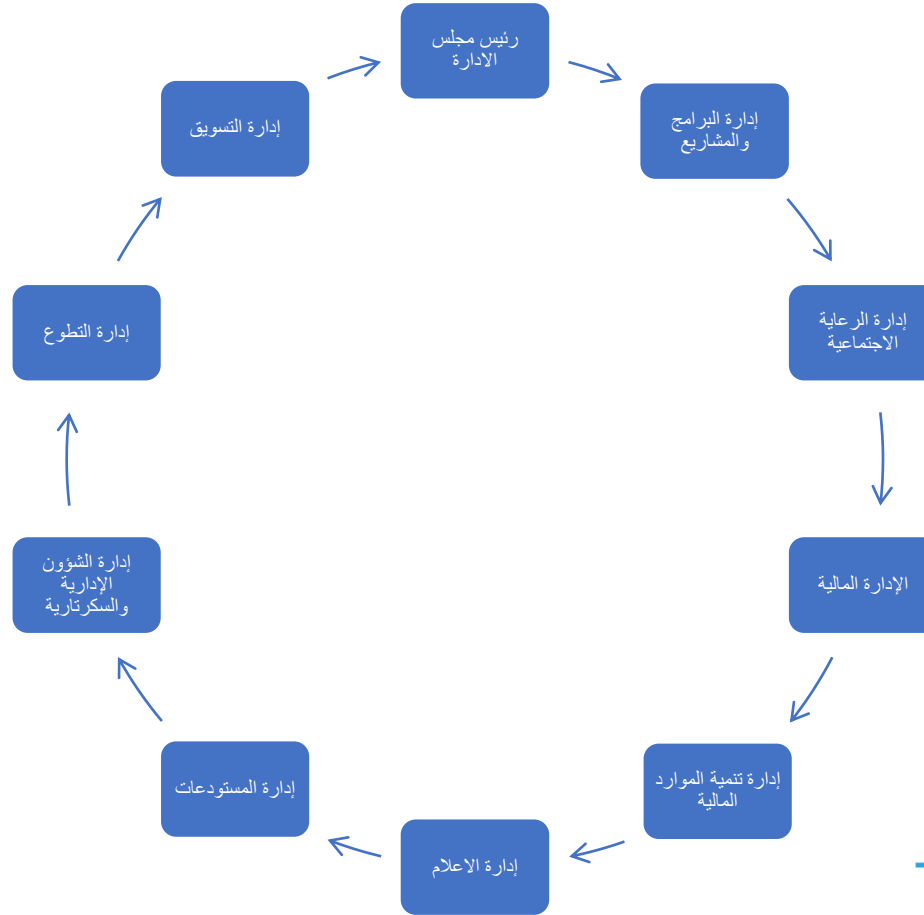 رئيس مجلس
الادارة
إدارة البرامج
والمشاريع
إدارة الرعاية
الاجتماعية
الإدارة المالية
إدارة تنمية الموارد
المالية
إدارة الاعلام
إدارة المستودعات
إدارة الشؤون
الإدارية
والسكرتارية
إدارة التطوع
إدارة التسويق